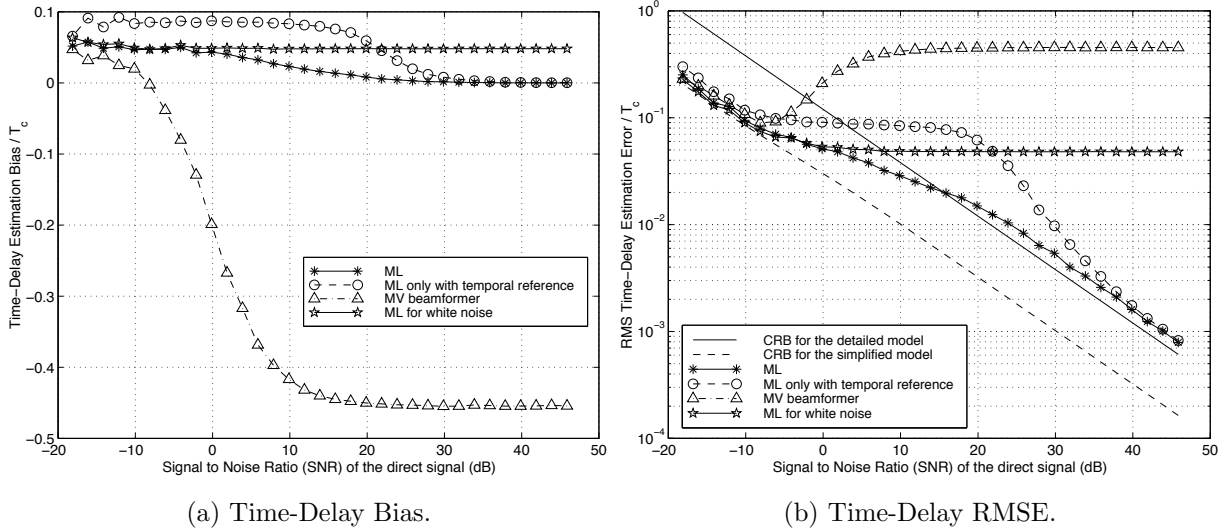 0.1
0
−0.1
−0.2
−0.3
−0.4
−0.5
−20
−10
0
10
20
30
40
50
Time−Delay Estimation Bias / T_c
Signal to Noise Ratio (SNR) of the direct signal (dB)
ML
ML only with temporal reference
MV beamformer
ML for white noise
(a) Time-Delay Bias.
10^0
10^−1
10^−2
10^−3
10^−4
−20
−10
0
10
20
30
40
50
RMS Time−Delay Estimation Error / T_c
Signal to Noise Ratio (SNR) of the direct signal (dB)
CRB for the detailed model
CRB for the simplified model
ML
ML only with temporal reference
MV beamformer
ML for white noise
(b) Time-Delay RMSE.